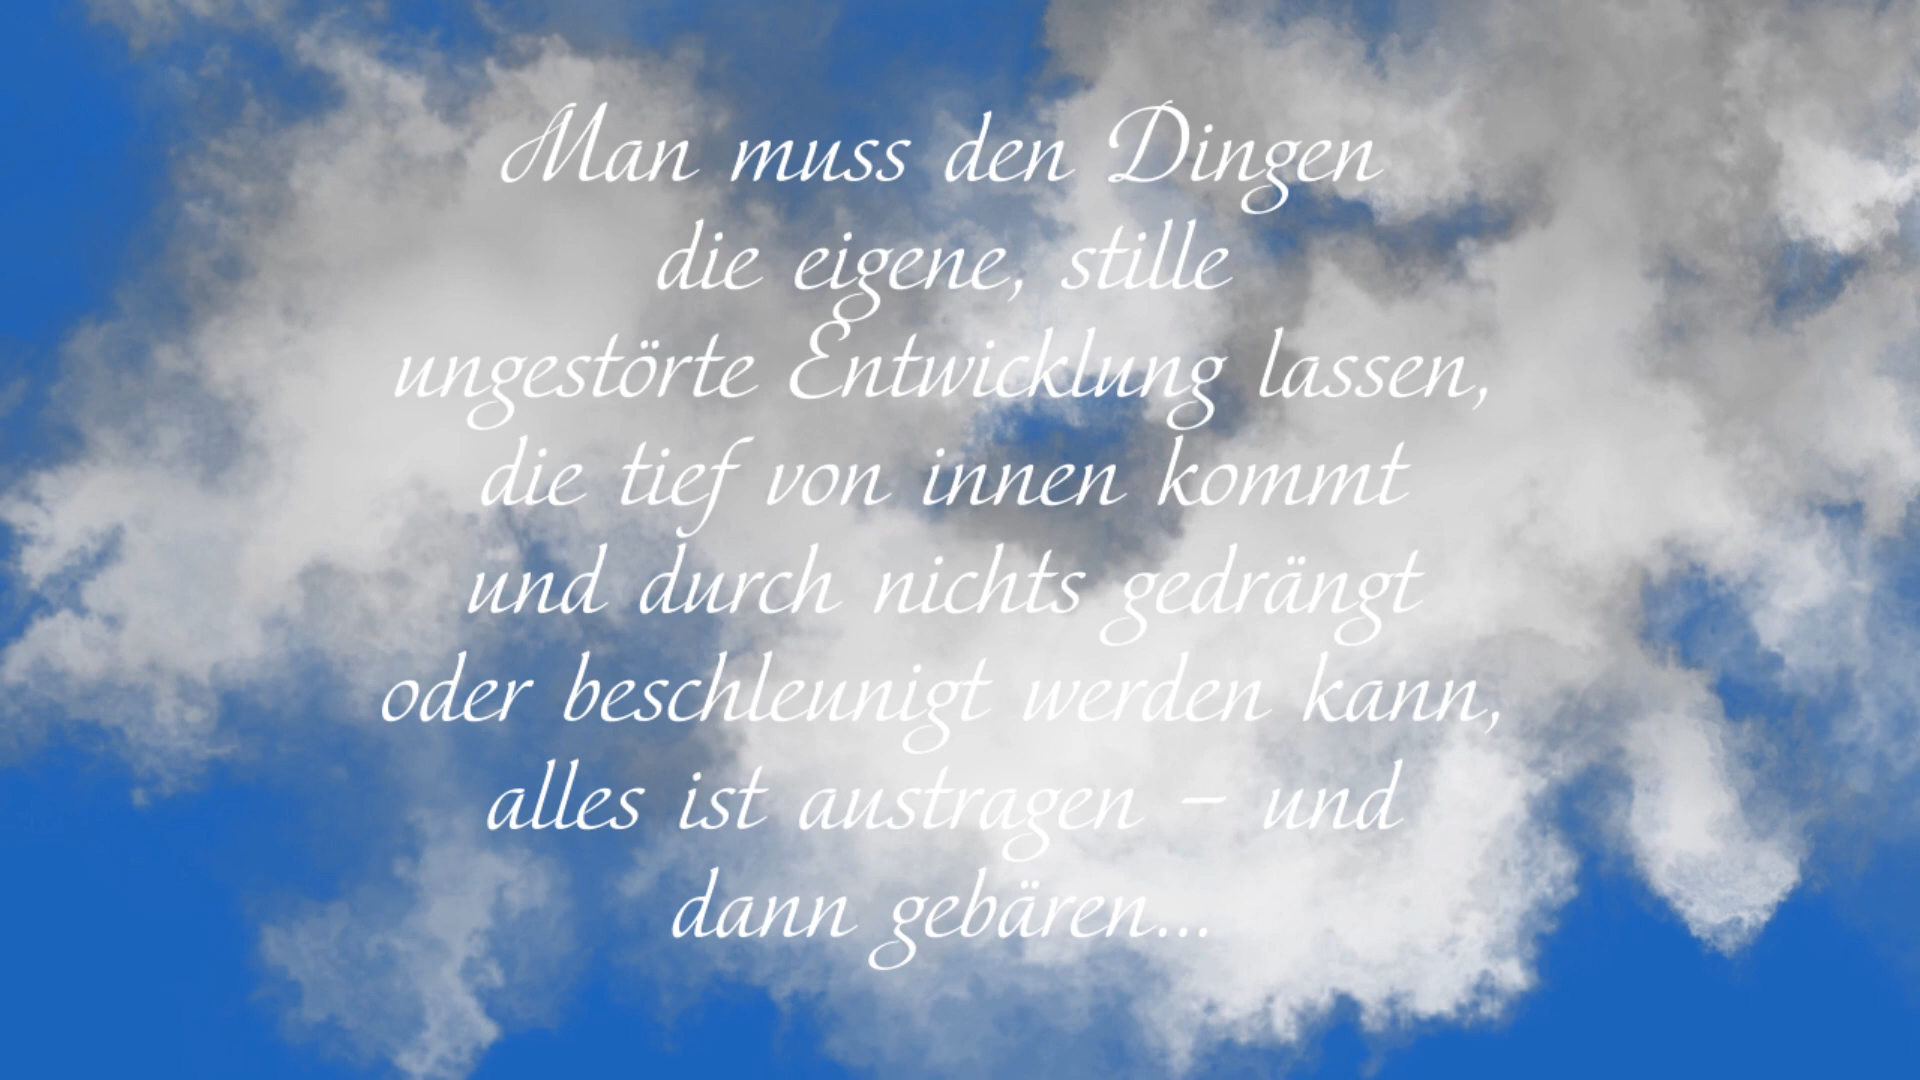 Man muss den Dingen
die eigene, stille
ungestörte Entwicklung lassen,
die tief von innen kommt
und durch nichts gedrängt
oder beschleunigt werden kann,
alles ist austragen – und
dann gebären...